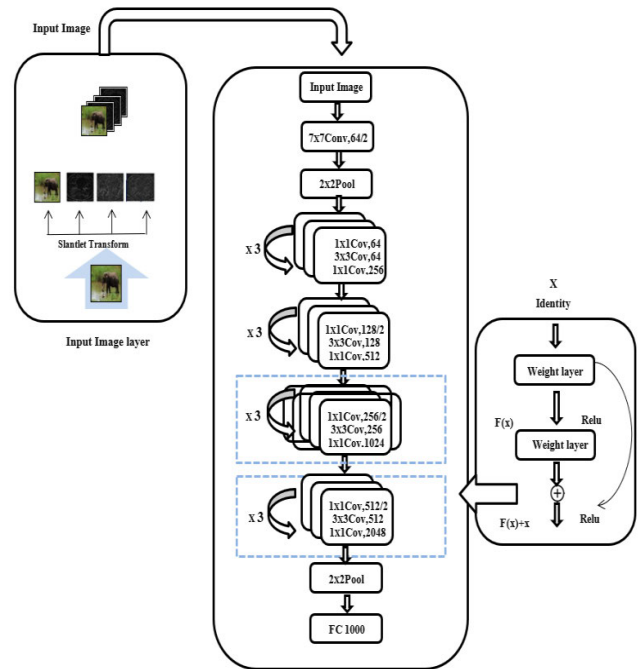 Input Image
Slantlet Transform
Input Image layer
Input Image
7x7Conv,64/2
2x2Pool
X 3
1x1Cov,64
3x3Cov,64
1x1Cov,256
X 3
1x1Cov,128/2
3x3Cov,128
1x1Cov,512
X 3
1x1Cov,256/2
3x3Cov,256
1x1Cov.1024
X 3
1x1Cov,512/2
3x3Cov,512
1x1Cov,2048
2x2Pool
FC 1000
X
Identity
Weight layer
F(x) Relu
Weight layer
+
F(x)+x Relu